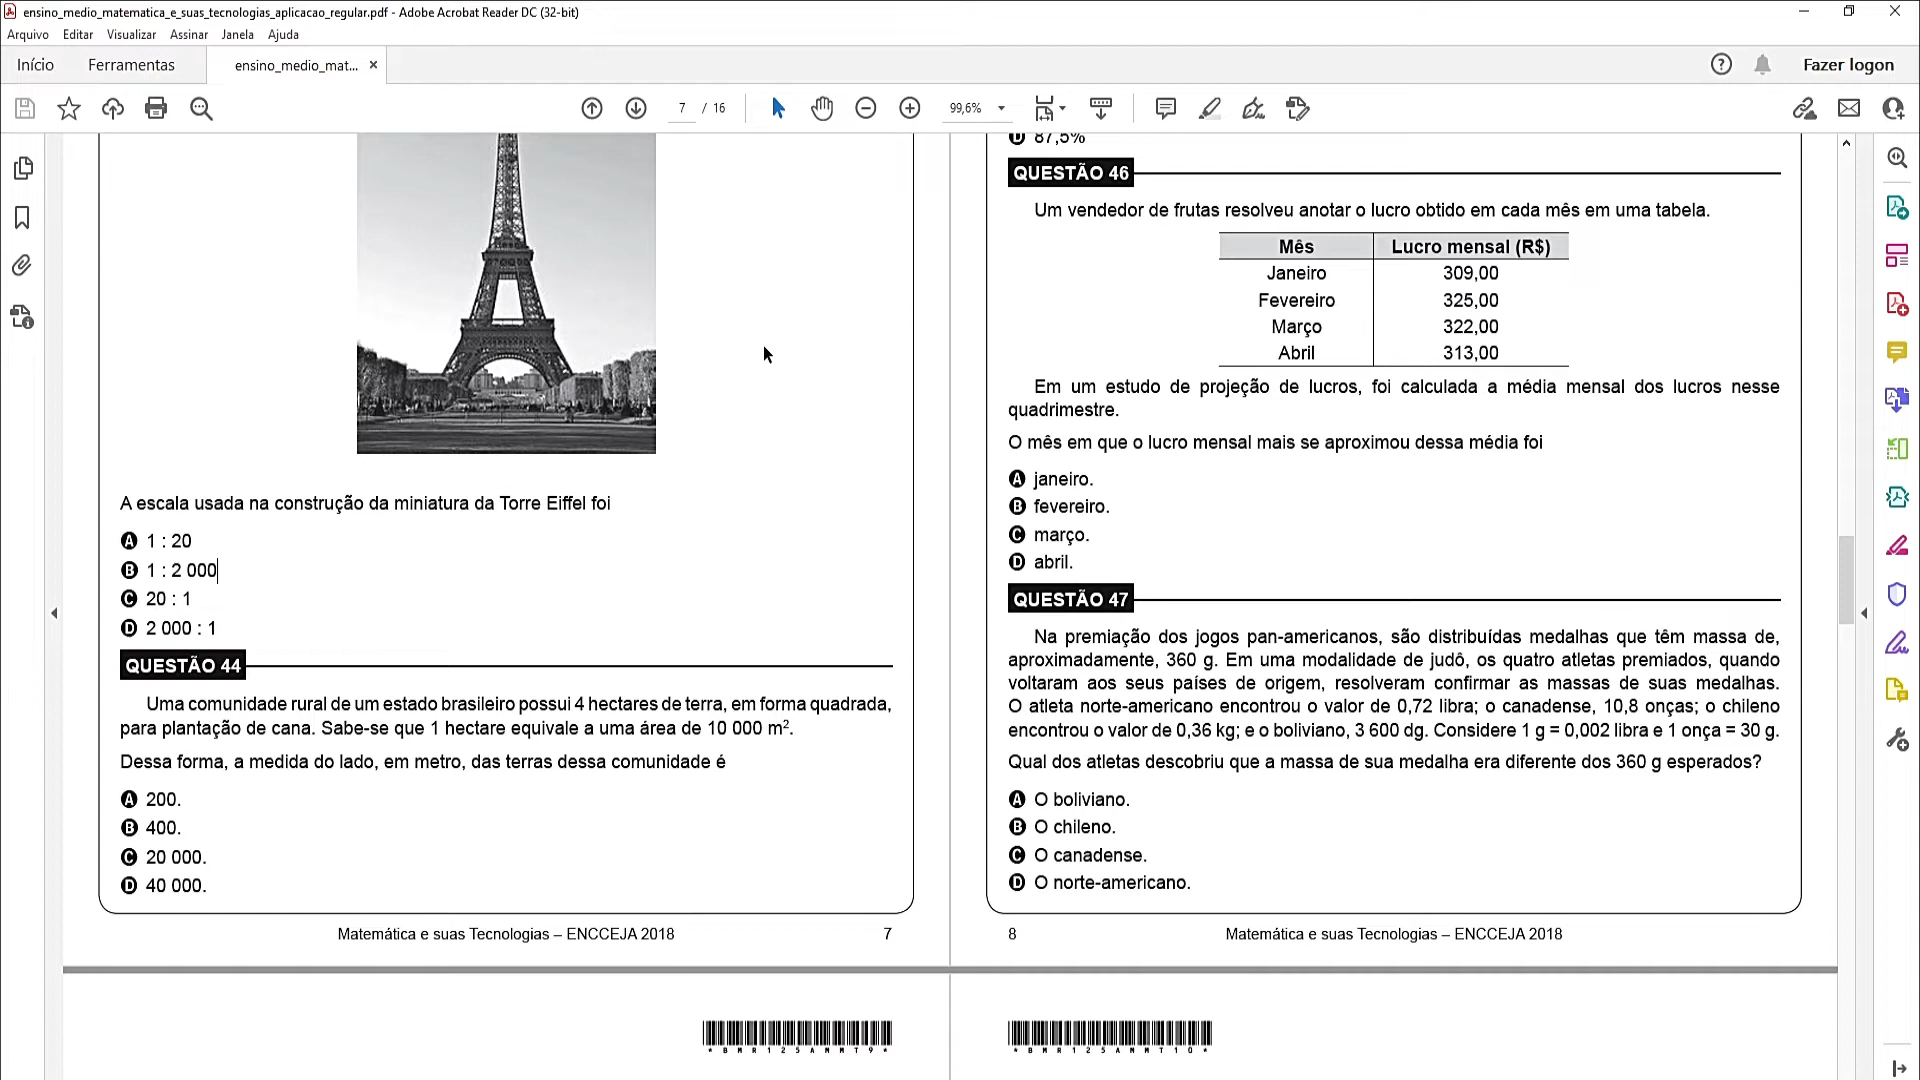 ensino_medio_matematica_e_suas_tecnologias_aplicacao_regular.pdf - Adobe Acrobat Reader DC (32-bit)
Arquivo Editar Visualizar Assinar Janela Ajuda
Início Ferramentas ensino_medio_mat... × Fazer logon
7 / 16 99,6%
A escala usada na construção da miniatura da Torre Eiffel foi
A 1 : 20
B 1 : 2 000
C 20 : 1
D 2 000 : 1
QUESTÃO 44
Uma comunidade rural de um estado brasileiro possui 4 hectares de terra, em forma quadrada,
para plantação de cana. Sabe-se que 1 hectare equivale a uma área de 10 000 m².
Dessa forma, a medida do lado, em metro, das terras dessa comunidade é
A 200.
B 400.
C 20 000.
D 40 000.
Matemática e suas Tecnologias – ENCCEJA 2018 7
D 87,5%
QUESTÃO 46
Um vendedor de frutas resolveu anotar o lucro obtido em cada mês em uma tabela.
Mês Lucro mensal (R$)
Janeiro 309,00
Fevereiro 325,00
Março 322,00
Abril 313,00
Em um estudo de projeção de lucros, foi calculada a média mensal dos lucros nesse
quadrimestre.
O mês em que o lucro mensal mais se aproximou dessa média foi
A janeiro.
B fevereiro.
C março.
D abril.
QUESTÃO 47
Na premiação dos jogos pan-americanos, são distribuídas medalhas que têm massa de,
aproximadamente, 360 g. Em uma modalidade de judô, os quatro atletas premiados, quando
voltaram aos seus países de origem, resolveram confirmar as massas de suas medalhas.
O atleta norte-americano encontrou o valor de 0,72 libra; o canadense, 10,8 onças; o chileno
encontrou o valor de 0,36 kg; e o boliviano, 3 600 dg. Considere 1 g = 0,002 libra e 1 onça = 30 g.
Qual dos atletas descobriu que a massa de sua medalha era diferente dos 360 g esperados?
A O boliviano.
B O chileno.
C O canadense.
D O norte-americano.
8 Matemática e suas Tecnologias – ENCCEJA 2018
*BMR125AMMT9*
*BMR125AMMT10*